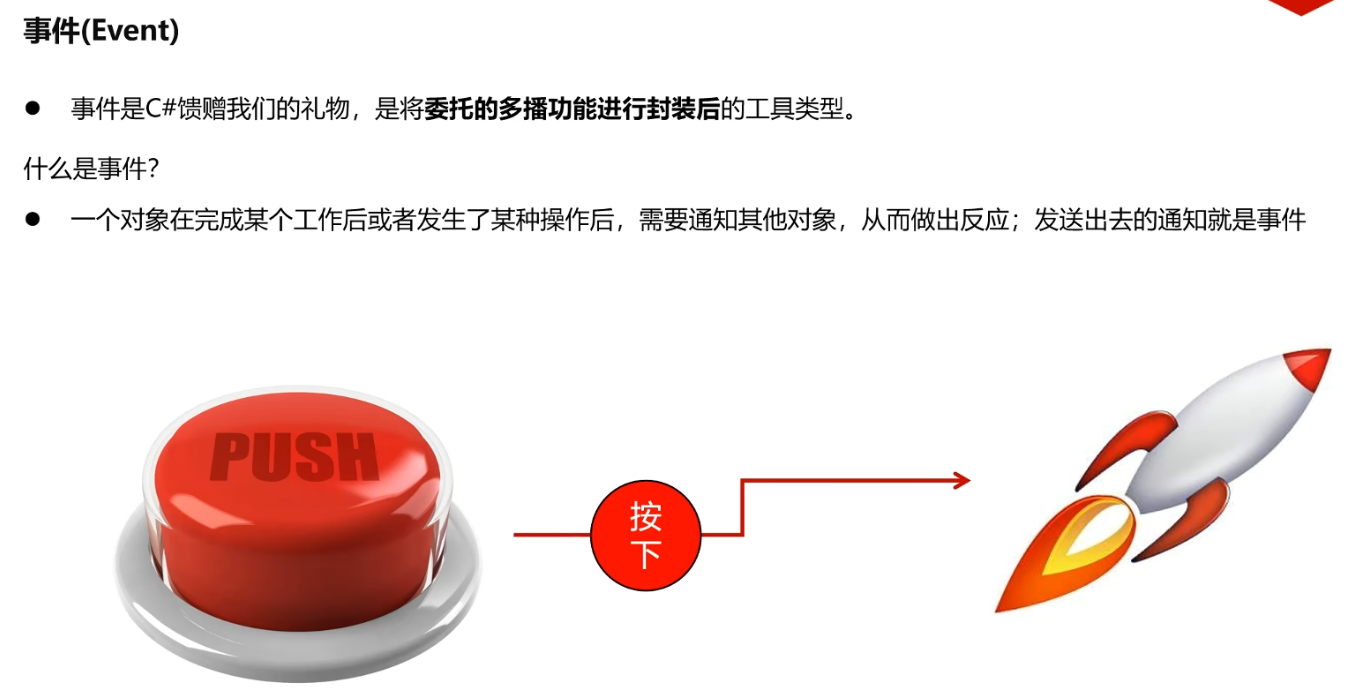 事件(Event)
● 事件是C#馈赠我们的礼物，是将委托的多播功能进行封装后的工具类型。
什么是事件？
● 一个对象在完成某个工作后或者发生了某种操作后，需要通知其他对象，从而做出反应；发送出去的通知就是事件
PUSH
按
下